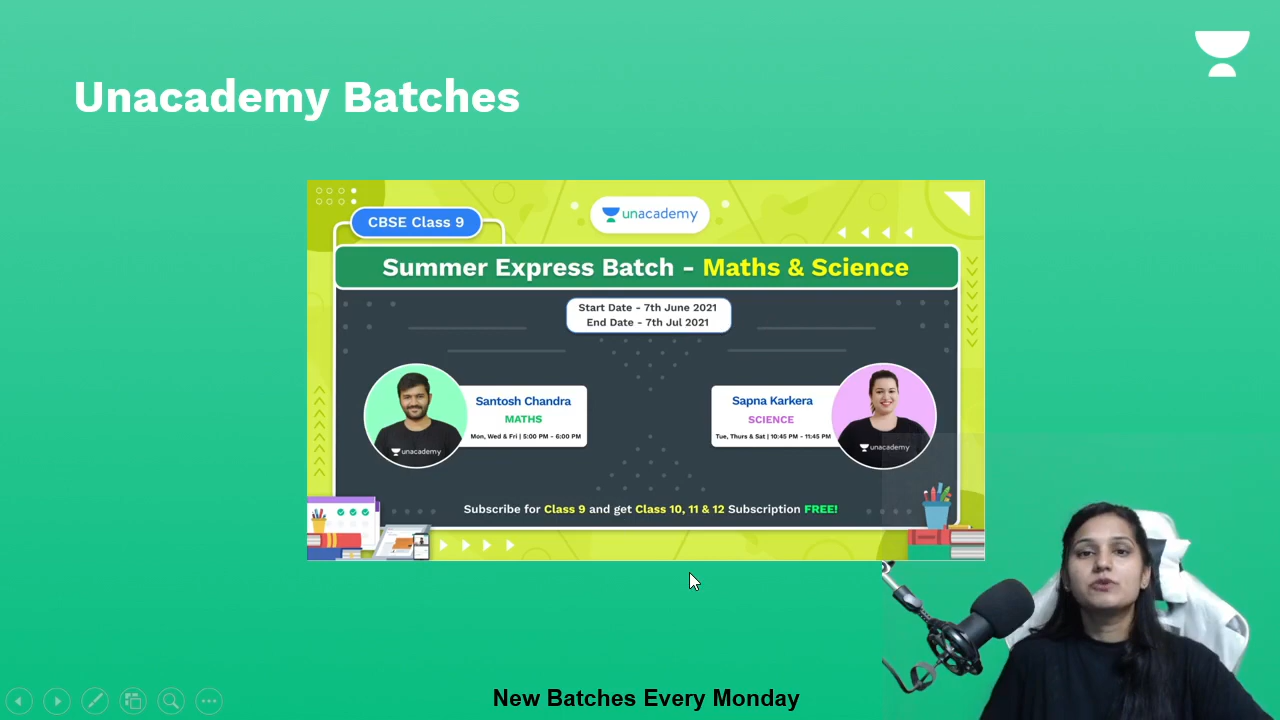 Unacademy Batches
CBSE Class 9
unacademy
Summer Express Batch - Maths & Science
Start Date - 7th June 2021
End Date - 7th Jul 2021
Santosh Chandra
MATHS
Mon, Wed & Fri | 5:00 PM - 6:00 PM
unacademy
Sapna Karkera
SCIENCE
Tue, Thurs & Sat | 10:45 PM - 11:45 PM
unacademy
Subscribe for Class 9 and get Class 10, 11 & 12 Subscription FREE!
New Batches Every Monday